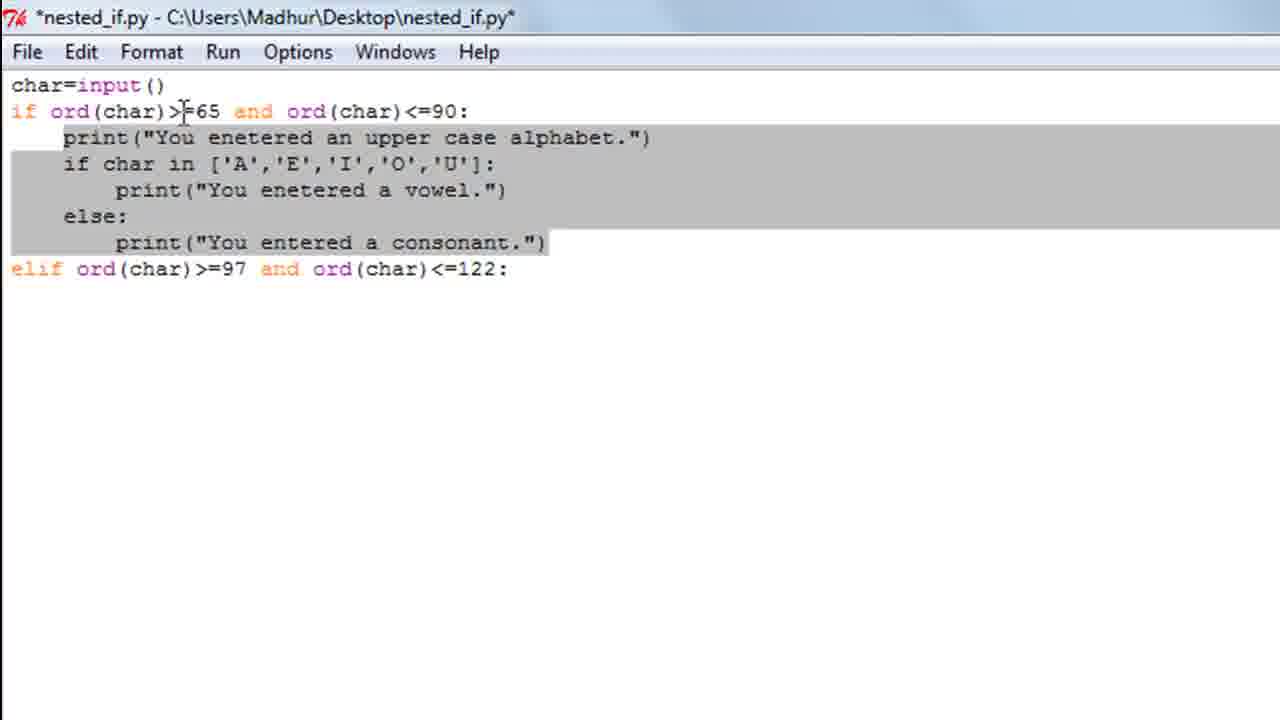 *nested_if.py - C:\Users\Madhur\Desktop\nested_if.py*
File Edit Format Run Options Windows Help
char=input()
if ord(char)>=65 and ord(char)<=90:
    print("You enetered an upper case alphabet.")
    if char in ['A','E','I','O','U']:
        print("You enetered a vowel.")
    else:
        print("You entered a consonant.")
elif ord(char)>=97 and ord(char)<=122: